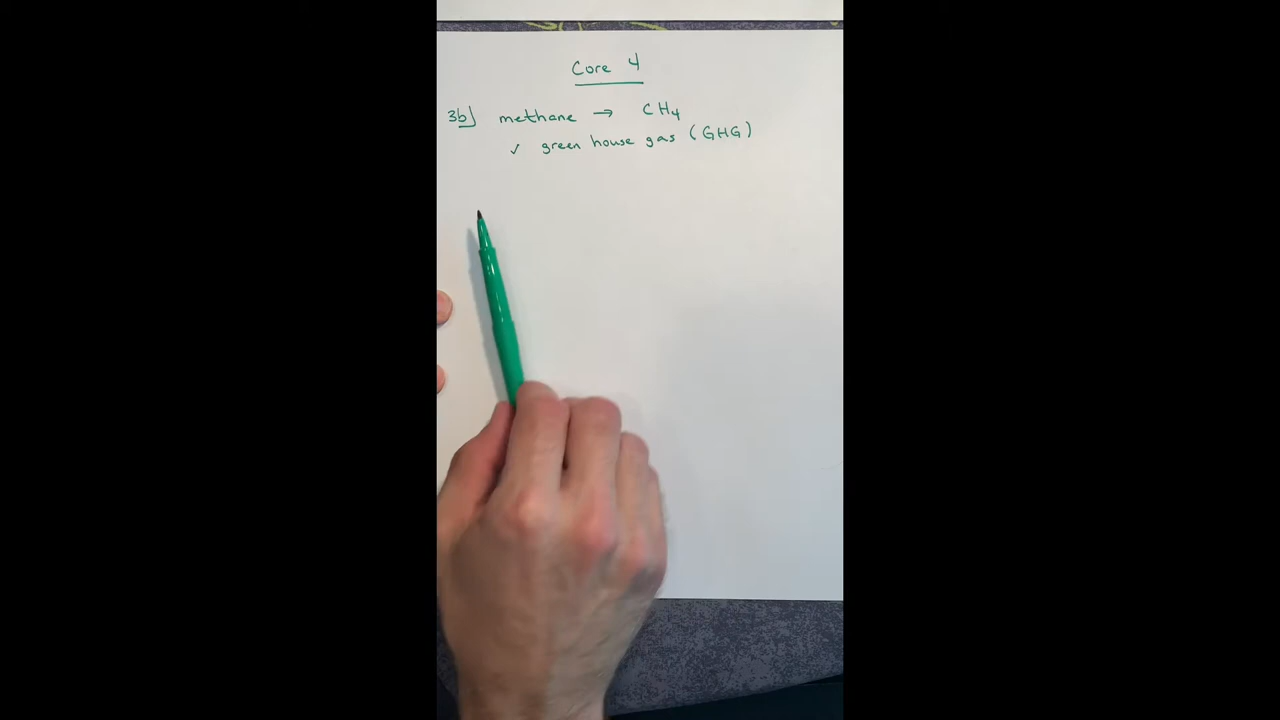 Core 4
3b) methane → CH4
✓ green house gas (GHG)